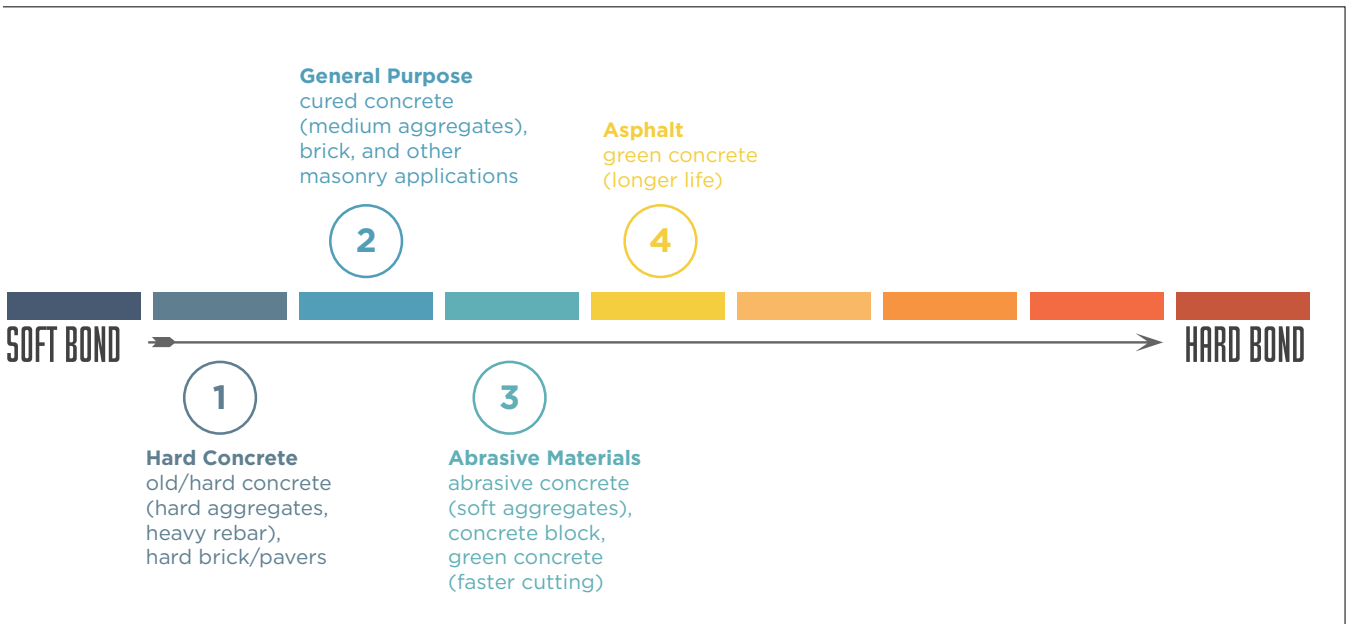 General Purpose
cured concrete
(medium aggregates),
brick, and other
masonry applications
2
Asphalt
green concrete
(longer life)
4
SOFT BOND
HARD BOND
1
Hard Concrete
old/hard concrete
(hard aggregates,
heavy rebar),
hard brick/pavers
3
Abrasive Materials
abrasive concrete
(soft aggregates),
concrete block,
green concrete
(faster cutting)